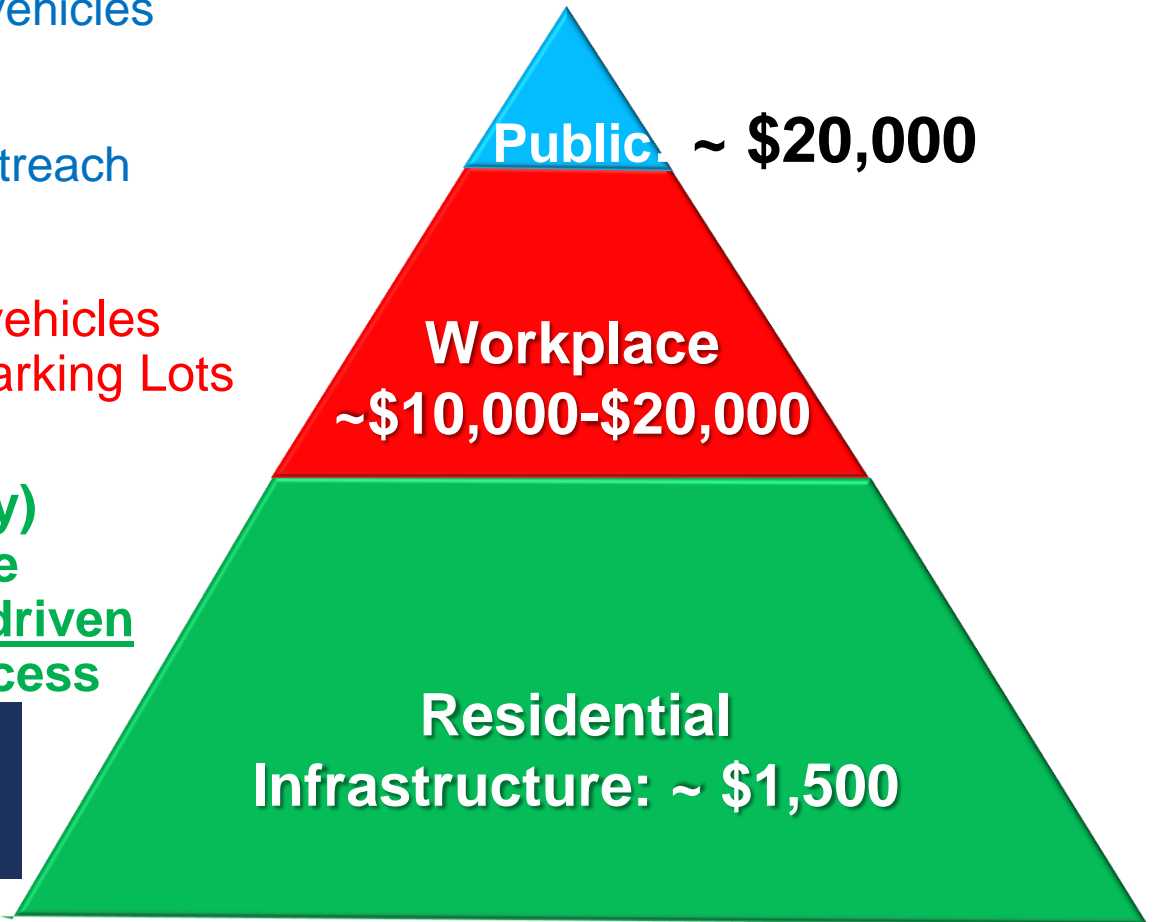 vehicles
Public: ~ $20,000
treach
vehicles
arking Lots
Workplace
~$10,000-$20,000
y)
e
driven
cess
Residential
Infrastructure: ~ $1,500